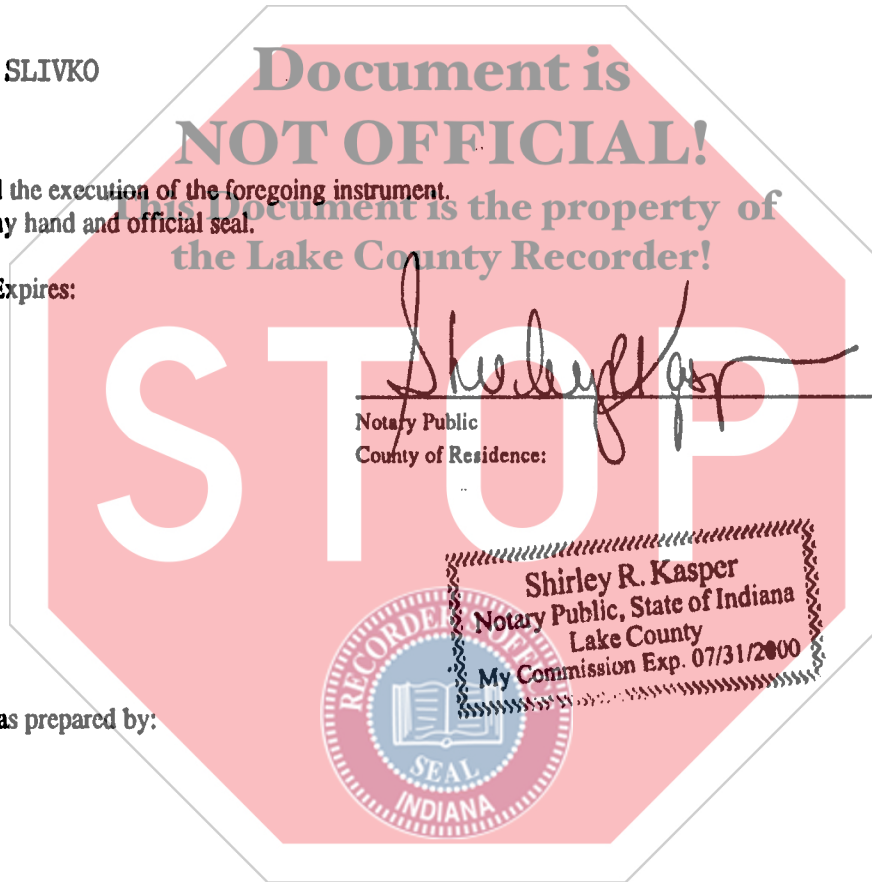 SLIVKO
Document is
NOT OFFICIAL!
the execution of the foregoing instrument.
This Document is the property of
hand and official seal.
the Lake County Recorder!
Expires:
STOP
Shirley R Kasper
Notary Public
County of Residence:
Shirley R. Kasper
Notary Public, State of Indiana
Lake County
My Commission Exp. 07/31/2000
RECORDER'S OFFICE
SEAL
INDIANA
as prepared by: